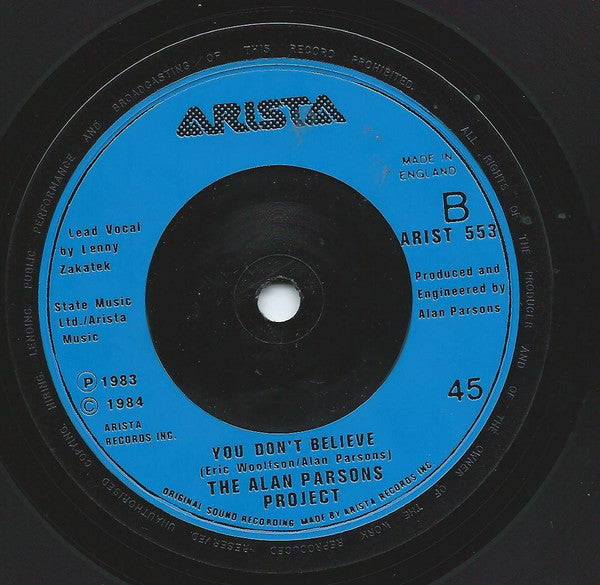 ARISTA
MADE IN
ENGLAND
B
ARIST 553
Lead Vocal
by Lenny
Zakatek
State Music
Ltd./Arista
Music
Produced and
Engineered by
Alan Parsons
Ⓟ 1983
© 1984
ARISTA
RECORDS INC.
45
YOU DON'T BELIEVE
(Eric Woolfson/Alan Parsons)
THE ALAN PARSONS
PROJECT
ORIGINAL SOUND RECORDING MADE BY ARISTA RECORDS INC.
ALL RIGHTS OF THE PRODUCER AND OF THE OWNER OF THE WORK REPRODUCED RESERVED. UNAUTHORISED COPYING, HIRING, LENDING, PUBLIC PERFORMANCE AND BROADCASTING OF THIS RECORD PROHIBITED.